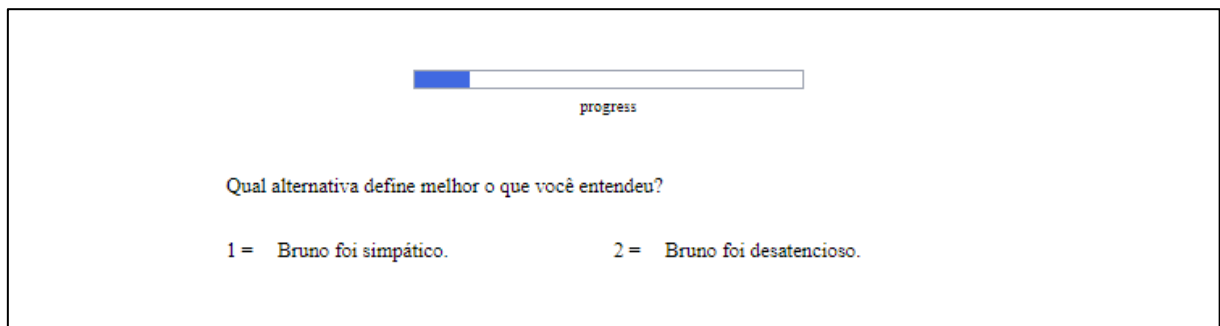 progress
Qual alternativa define melhor o que você entendeu?
1 = Bruno foi simpático. 2 = Bruno foi desatencioso.